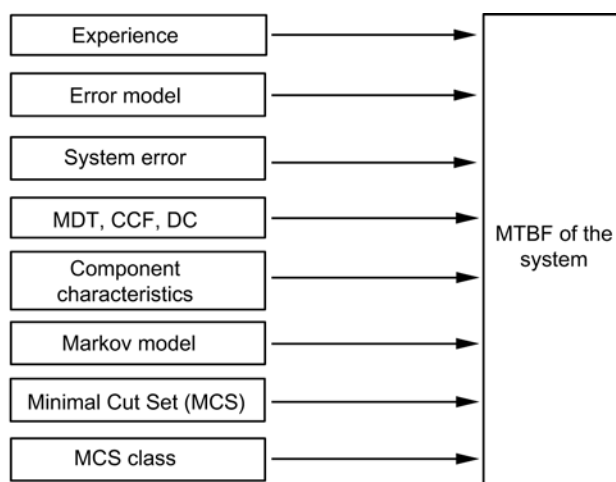 Experience
Error model
System error
MDT, CCF, DC
Component
characteristics
Markov model
Minimal Cut Set (MCS)
MCS class
MTBF of the
system